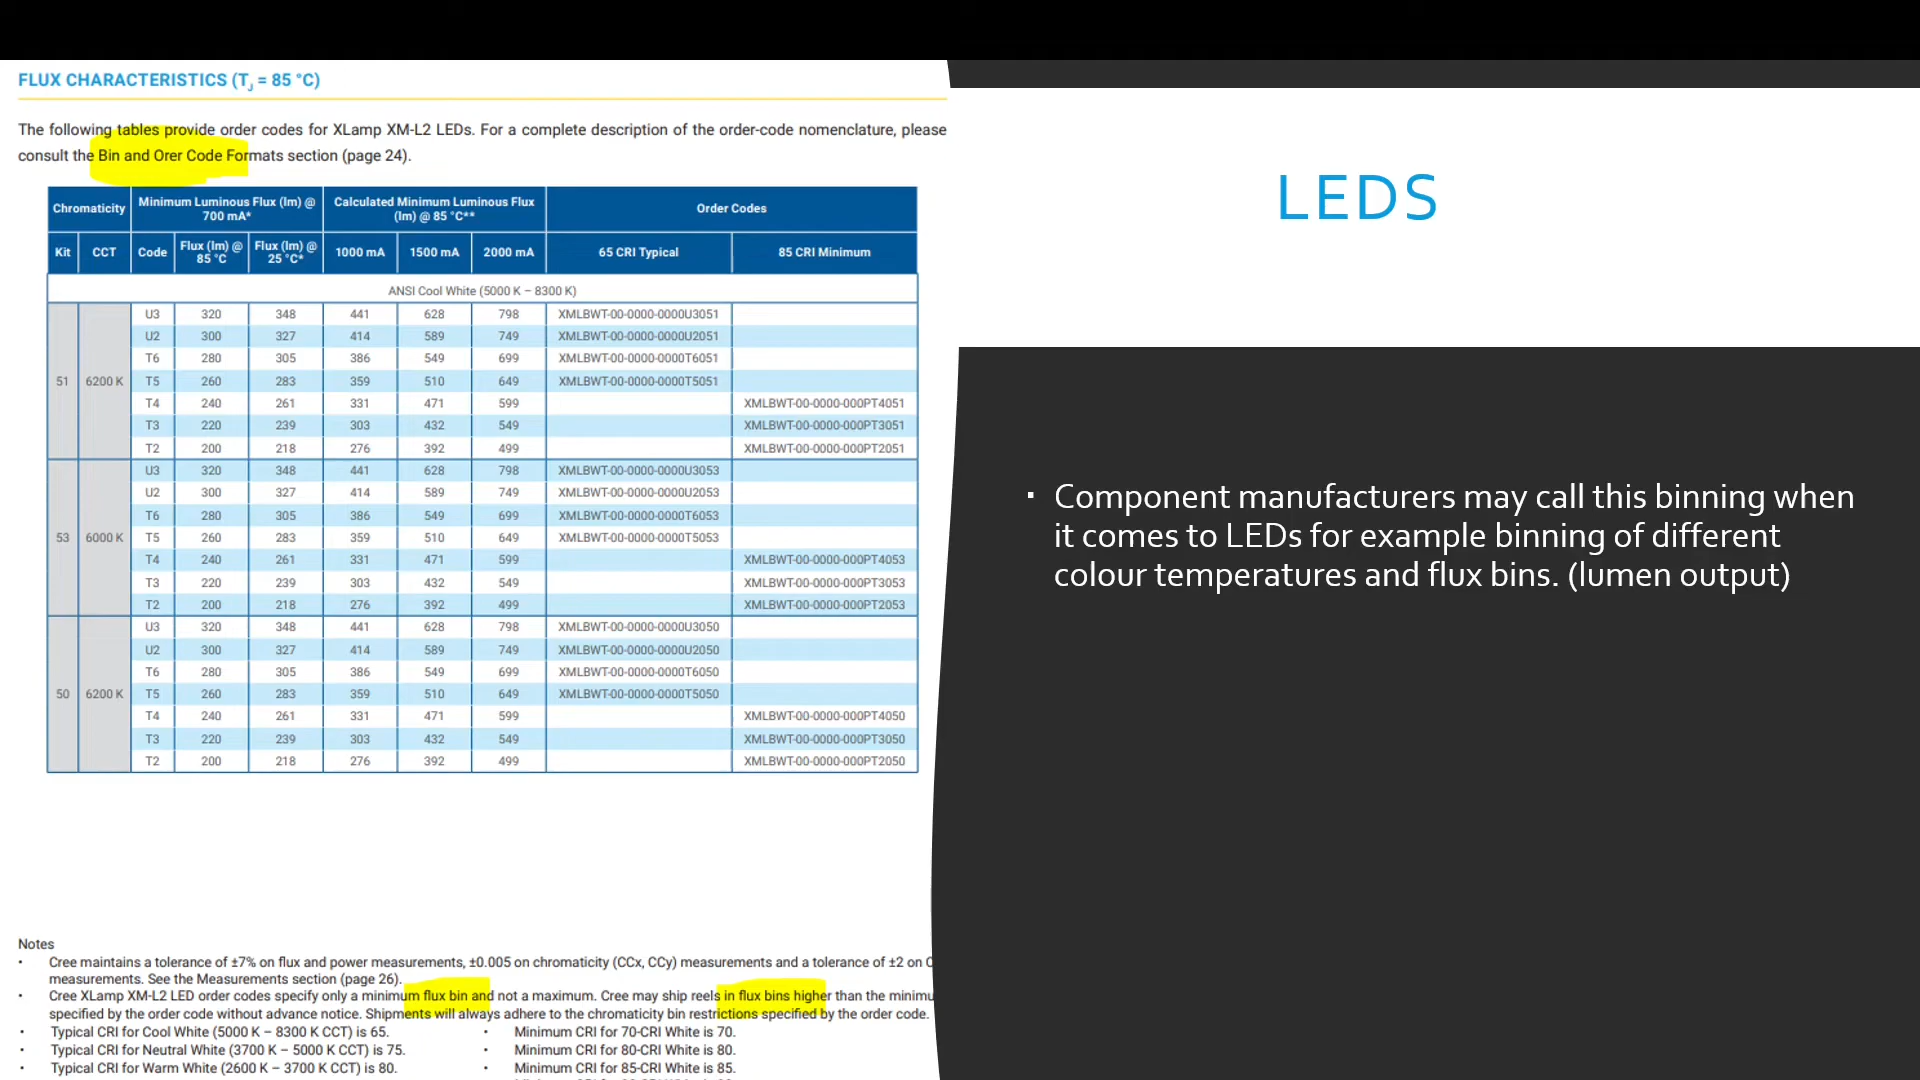 FLUX CHARACTERISTICS (TJ = 85 °C)
The following tables provide order codes for XLamp XM-L2 LEDs. For a complete description of the order-code nomenclature, please
consult the Bin and Orer Code Formats section (page 24).
Chromaticity Minimum Luminous Flux (lm) @ 700 mA* Calculated Minimum Luminous Flux (lm) @ 85 °C** Order Codes
Kit CCT Code Flux (lm) @ 85 °C Flux (lm) @ 25 °C* 1000 mA 1500 mA 2000 mA 65 CRI Typical 85 CRI Minimum
ANSI Cool White (5000 K – 8300 K)
U3 320 348 441 628 798 XMLBWT-00-0000-0000U3051
U2 300 327 414 589 749 XMLBWT-00-0000-0000U2051
T6 280 305 386 549 699 XMLBWT-00-0000-0000T6051
51 6200 K T5 260 283 359 510 649 XMLBWT-00-0000-0000T5051
T4 240 261 331 471 599 XMLBWT-00-0000-000PT4051
T3 220 239 303 432 549 XMLBWT-00-0000-000PT3051
T2 200 218 276 392 499 XMLBWT-00-0000-000PT2051
U3 320 348 441 628 798 XMLBWT-00-0000-0000U3053
U2 300 327 414 589 749 XMLBWT-00-0000-0000U2053
T6 280 305 386 549 699 XMLBWT-00-0000-0000T6053
53 6000 K T5 260 283 359 510 649 XMLBWT-00-0000-0000T5053
T4 240 261 331 471 599 XMLBWT-00-0000-000PT4053
T3 220 239 303 432 549 XMLBWT-00-0000-000PT3053
T2 200 218 276 392 499 XMLBWT-00-0000-000PT2053
U3 320 348 441 628 798 XMLBWT-00-0000-0000U3050
U2 300 327 414 589 749 XMLBWT-00-0000-0000U2050
T6 280 305 386 549 699 XMLBWT-00-0000-0000T6050
50 6200 K T5 260 283 359 510 649 XMLBWT-00-0000-0000T5050
T4 240 261 331 471 599 XMLBWT-00-0000-000PT4050
T3 220 239 303 432 549 XMLBWT-00-0000-000PT3050
T2 200 218 276 392 499 XMLBWT-00-0000-000PT2050
Notes
• Cree maintains a tolerance of ±7% on flux and power measurements, ±0.005 on chromaticity (CCx, CCy) measurements and a tolerance of ±2 on
measurements. See the Measurements section (page 26).
• Cree XLamp XM-L2 LED order codes specify only a minimum flux bin and not a maximum. Cree may ship reels in flux bins higher than the minimu
specified by the order code without advance notice. Shipments will always adhere to the chromaticity bin restrictions specified by the order code.
• Typical CRI for Cool White (5000 K – 8300 K CCT) is 65.
• Typical CRI for Neutral White (3700 K – 5000 K CCT) is 75.
• Typical CRI for Warm White (2600 K – 3700 K CCT) is 80.
• Minimum CRI for 70-CRI White is 70.
• Minimum CRI for 80-CRI White is 80.
• Minimum CRI for 85-CRI White is 85.
LEDS
▪ Component manufacturers may call this binning when
it comes to LEDs for example binning of different
colour temperatures and flux bins. (lumen output)